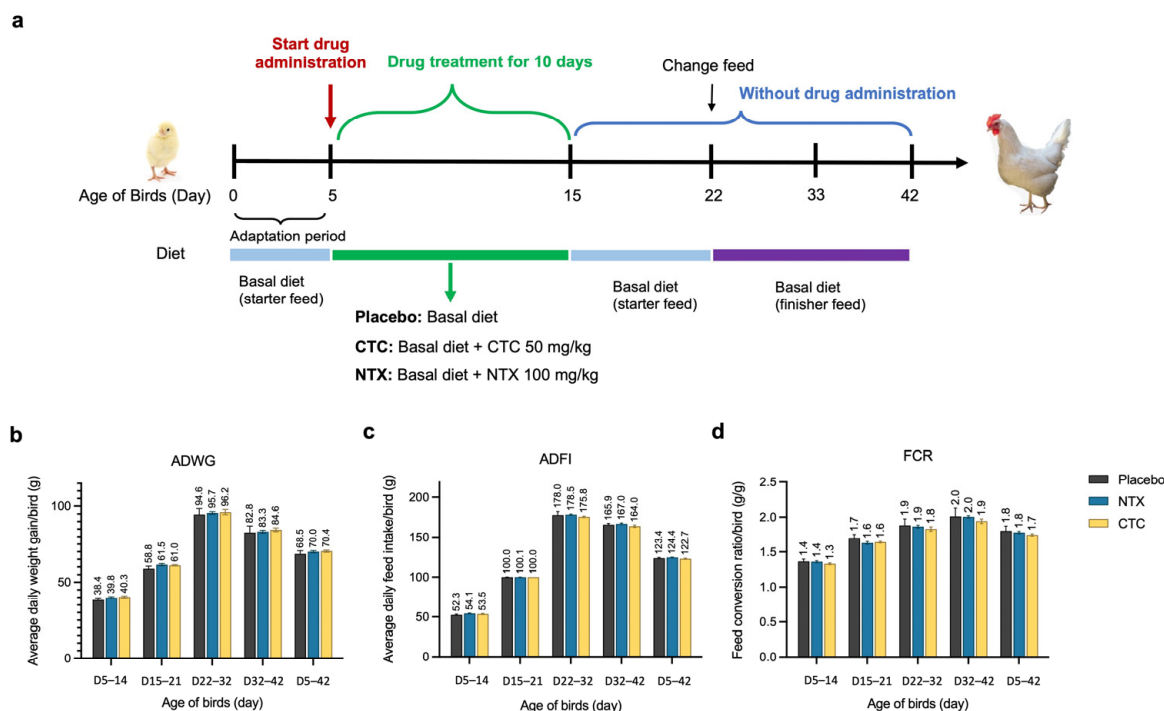 a
Start drug
administration
Drug treatment for 10 days
Change feed
Without drug administration
Age of Birds (Day)
0
5
15
22
33
42
Adaptation period
Diet
Basal diet
(starter feed)
Basal diet
(starter feed)
Basal diet
(finisher feed)
Placebo: Basal diet
CTC: Basal diet + CTC 50 mg/kg
NTX: Basal diet + NTX 100 mg/kg
b
ADWG
Average daily weight gain/bird (g)
100
50
0
38.4
39.8
40.3
58.8
61.5
61.0
94.6
95.7
96.2
82.8
83.3
84.6
68.5
70.0
70.4
D5–14
D15–21
D22–32
D32–42
D5–42
Age of birds (day)
c
ADFI
Average daily feed intake/bird (g)
200
150
100
50
0
52.3
54.1
53.5
100.0
100.1
100.0
178.0
178.5
175.8
165.9
167.0
164.0
123.4
124.4
122.7
D5–14
D15–21
D22–32
D32–42
D5–42
Age of birds (day)
d
FCR
Feed conversion ratio/bird (g/g)
2.5
2.0
1.5
1.0
0.5
0.0
1.4
1.4
1.3
1.7
1.6
1.6
1.9
1.9
1.8
2.0
2.0
1.9
1.8
1.8
1.7
D5–14
D15–21
D22–32
D32–42
D5–42
Age of birds (day)
Placebo
NTX
CTC